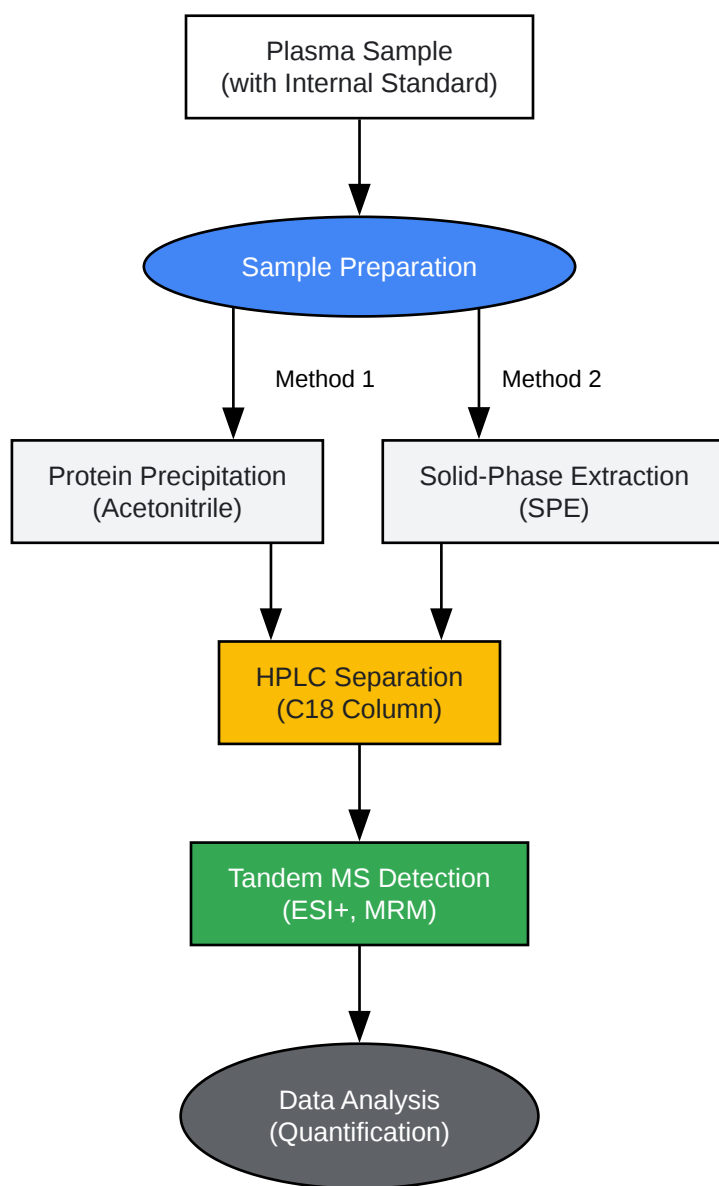 Plasma Sample
(with Internal Standard)
Sample Preparation
Method 1
Method 2
Protein Precipitation
(Acetonitrile)
Solid-Phase Extraction
(SPE)
HPLC Separation
(C18 Column)
Tandem MS Detection
(ESI+, MRM)
Data Analysis
(Quantification)